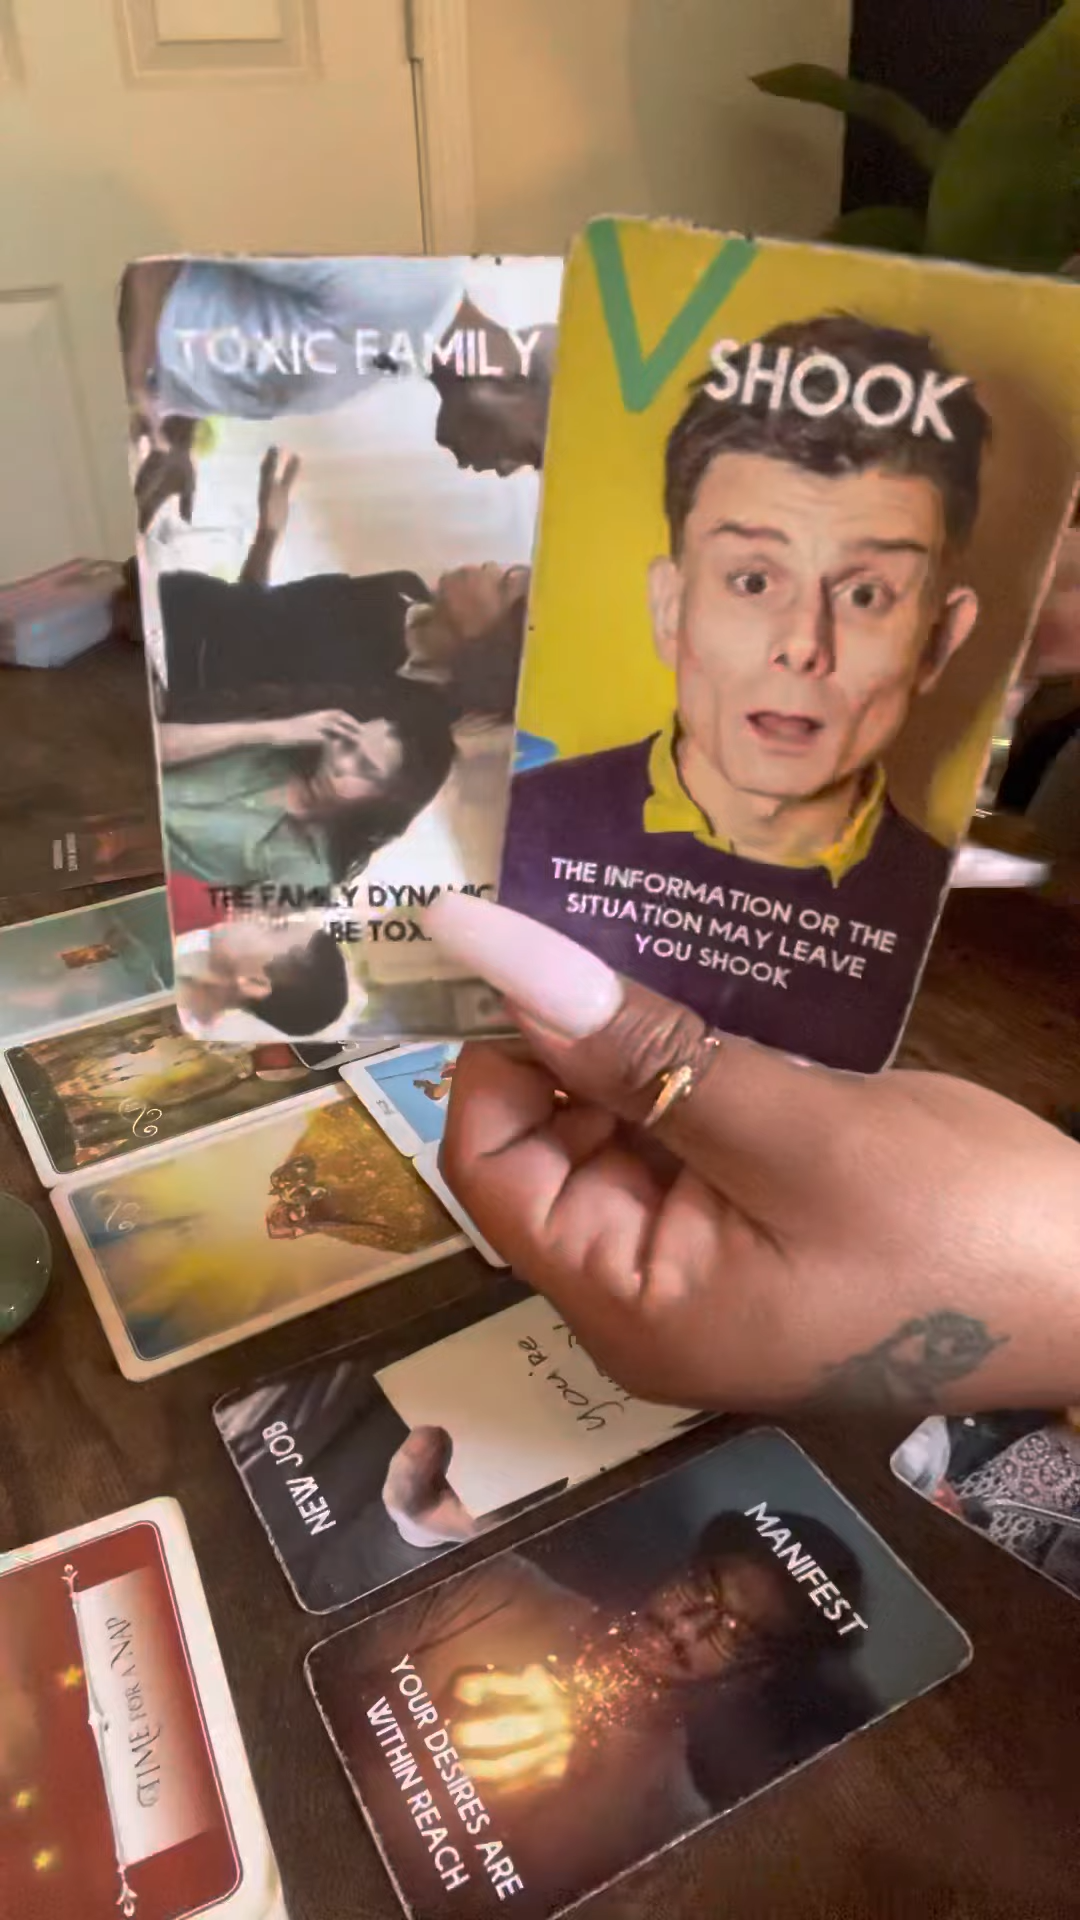 TOXIC FAMILY
THE FAMILY DYNAMIC
BE TOX
SHOOK
THE INFORMATION OR THE
SITUATION MAY LEAVE
YOU SHOOK
NEW JOB
you're
MANIFEST
YOUR DESIRES ARE
WITHIN REACH
TIME FOR A NAP